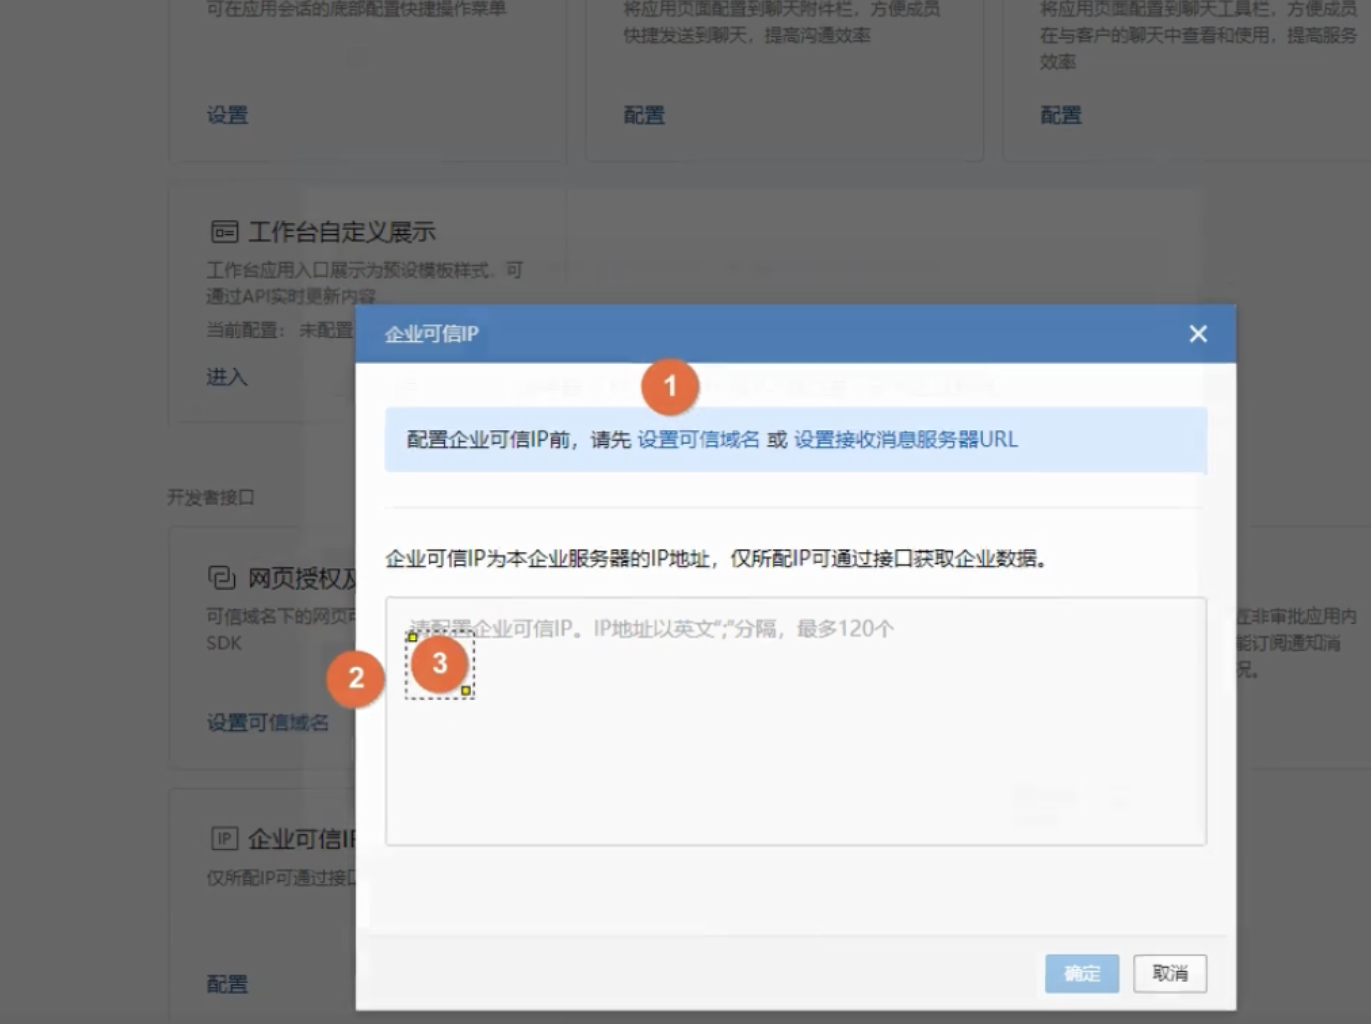 可在应用会话的底部配置快捷操作菜单
设置
将应用页面配置到聊天附件栏，方便成员
快捷发送到聊天，提高沟通效率
配置
将应用页面配置到聊天工具栏，方便成员
在与客户的聊天中查看和使用，提高服务
效率
配置
工作台自定义展示
工作台应用入口展示为预设模板样式，可
通过API实时更新内容
当前配置： 未配置
进入
开发者接口
网页授权及
可信域名下的网页可
SDK
设置可信域名
在非审批应用内
能订阅通知消
况。
IP 企业可信IP
仅所配IP可通过接口
配置
企业可信IP
1
配置企业可信IP前，请先 设置可信域名 或 设置接收消息服务器URL
企业可信IP为本企业服务器的IP地址，仅所配IP可通过接口获取企业数据。
请配置企业可信IP。IP地址以英文“;”分隔，最多120个
2
3
确定
取消